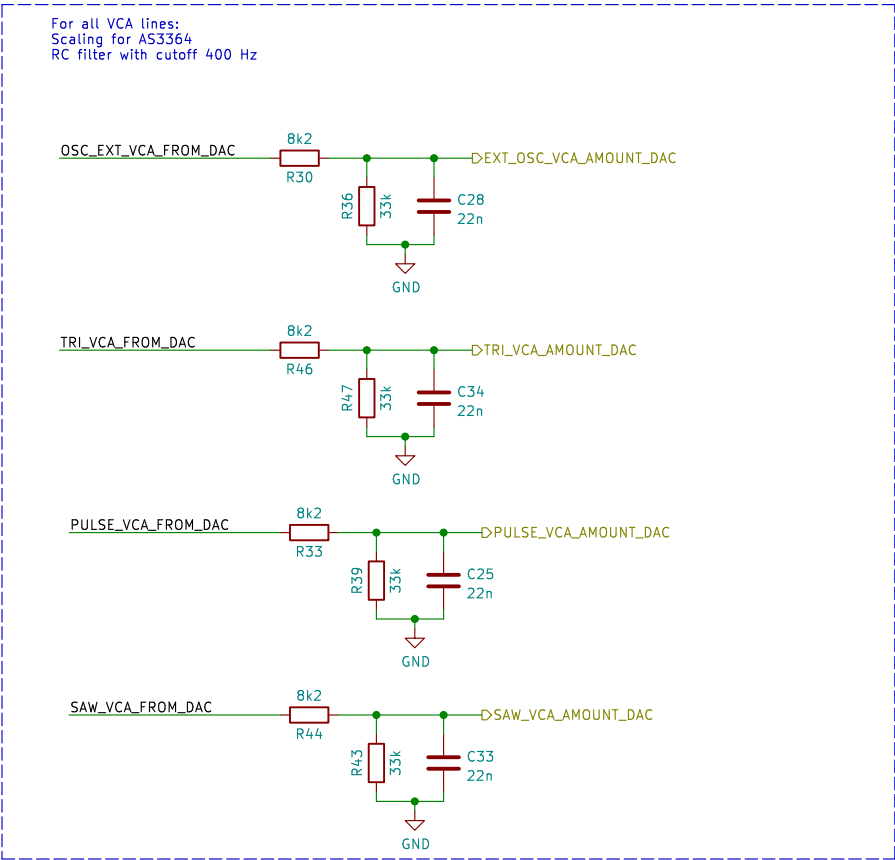 For all VCA lines:
Scaling for AS3364
RC filter with cutoff 400 Hz
8k2
OSC_EXT_VCA_FROM_DAC
EXT_OSC_VCA_AMOUNT_DAC
R30
R36
33k
C28
22n
GND
8k2
TRI_VCA_FROM_DAC
TRI_VCA_AMOUNT_DAC
R46
R47
33k
C34
22n
GND
8k2
PULSE_VCA_FROM_DAC
PULSE_VCA_AMOUNT_DAC
R33
R39
33k
C25
22n
GND
8k2
SAW_VCA_FROM_DAC
SAW_VCA_AMOUNT_DAC
R44
R43
33k
C33
22n
GND